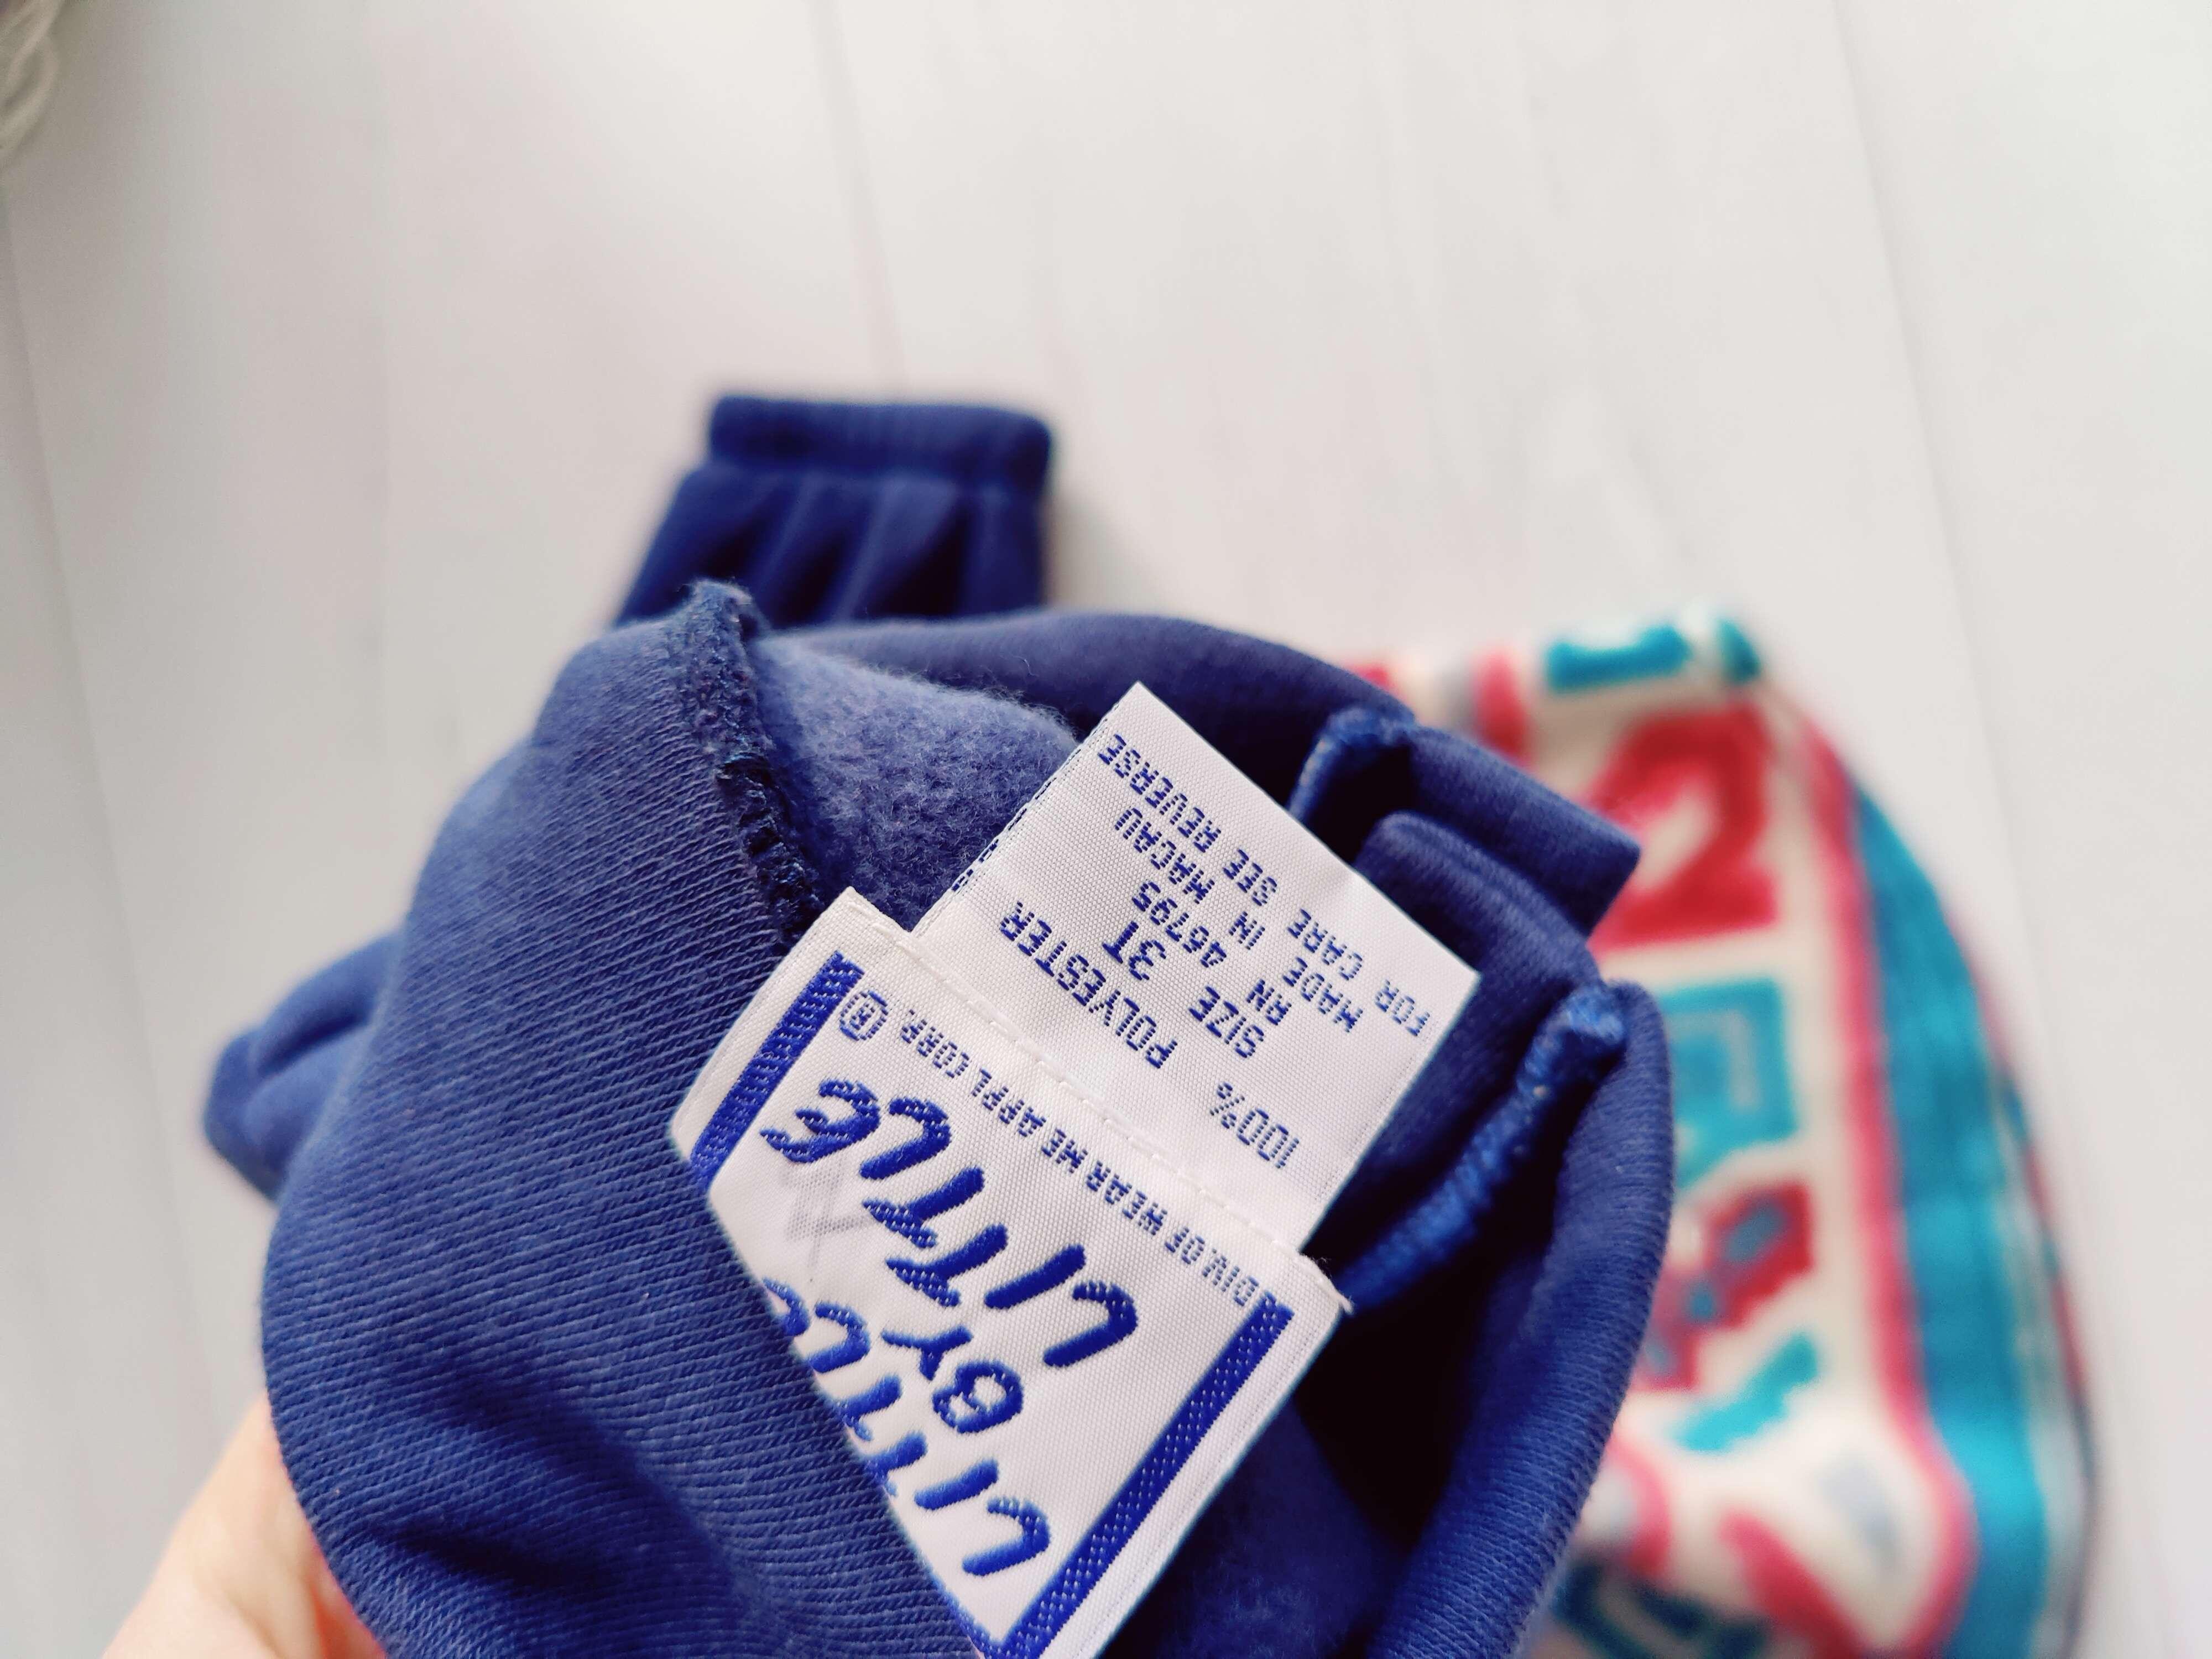 LITTLE
BY
LITTLE
DIV. OF WEAR ME APPL CORP. ®
100% POLYESTER
SIZE 3T
RN 46795
MADE IN MACAU
FOR CARE SEE REVERSE